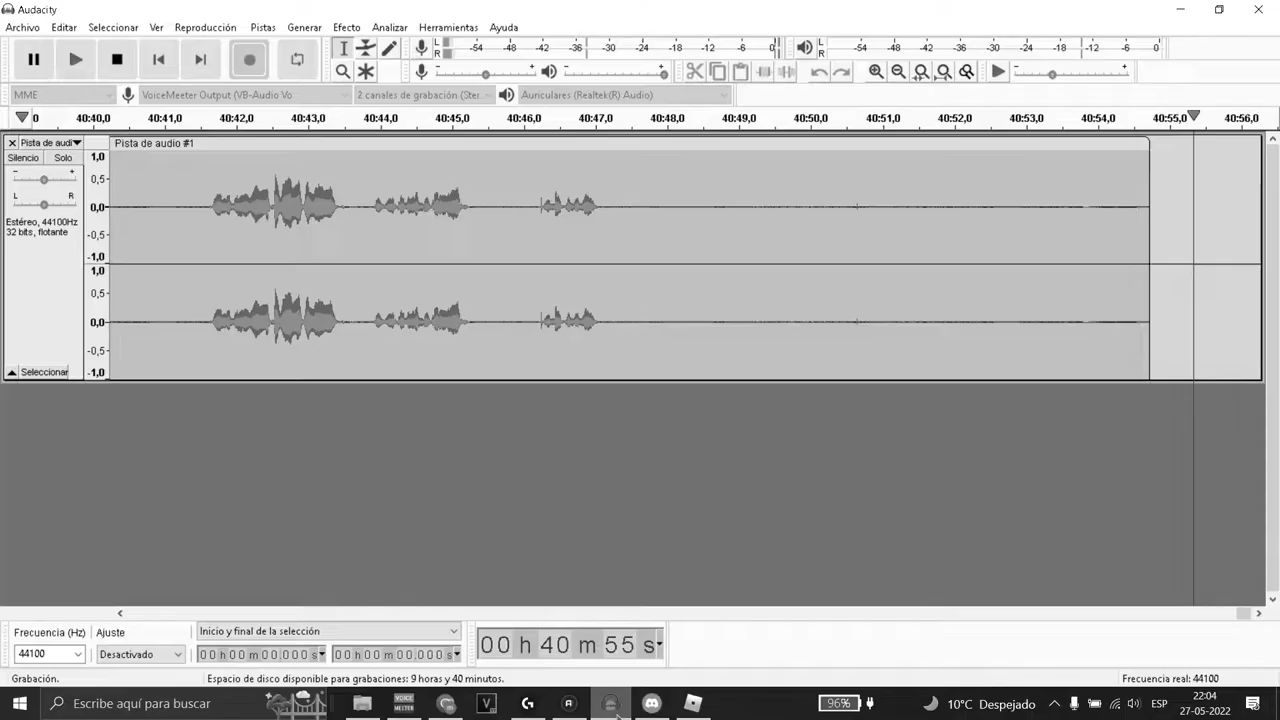 Audacity
Archivo Editar Seleccionar Ver Reproducción Pistas Generar Efecto Analizar Herramientas Ayuda
L R -54 -48 -42 -36 -30 -24 -18 -12 -6 0 L R -54 -48 -42 -36 -30 -24 -18 -12 -6 0
- + - + - +
MME VoiceMeeter Output (VB-Audio Vo 2 canales de grabación (Ster Auriculares (Realtek(R) Audio)
0 40:40,0 40:41,0 40:42,0 40:43,0 40:44,0 40:45,0 40:46,0 40:47,0 40:48,0 40:49,0 40:50,0 40:51,0 40:52,0 40:53,0 40:54,0 40:55,0 40:56,0
Pista de audi Pista de audio #1
Silencio Solo 1,0
- + 0,5
L R 0,0
Estéreo, 44100Hz
32 bits, flotante -0,5
-1,0
1,0
0,5
0,0
-0,5
Seleccionar -1,0
Frecuencia (Hz) Ajuste Inicio y final de la selección
44100 Desactivado 00 h 00 m 00.000 s 00 h 00 m 00.000 s 00 h 40 m 55 s
Grabación. Espacio de disco disponible para grabaciones: 9 horas y 40 minutos. Frecuencia real: 44100
Escribe aquí para buscar VOICE MEETER V G A 96% 10°C Despejado ESP 22:04
27-05-2022